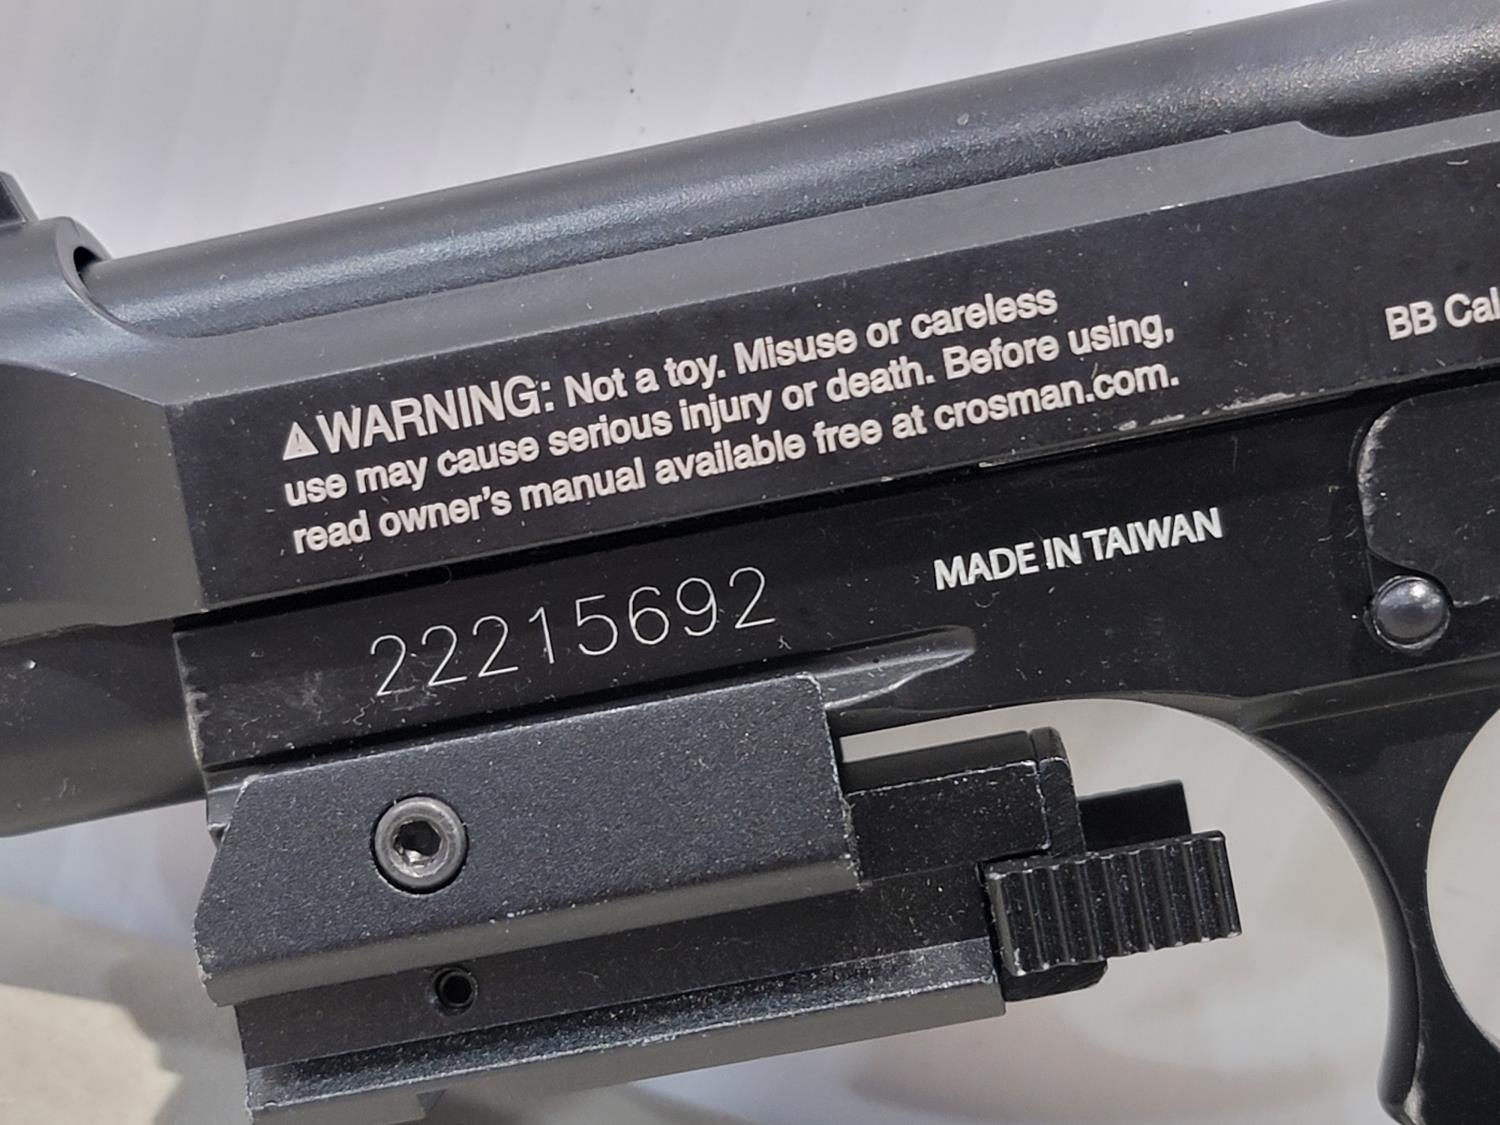 ⚠WARNING: Not a toy. Misuse or careless
use may cause serious injury or death. Before using,
read owner's manual available free at crosman.com.
BB Cal
MADE IN TAIWAN
22215692